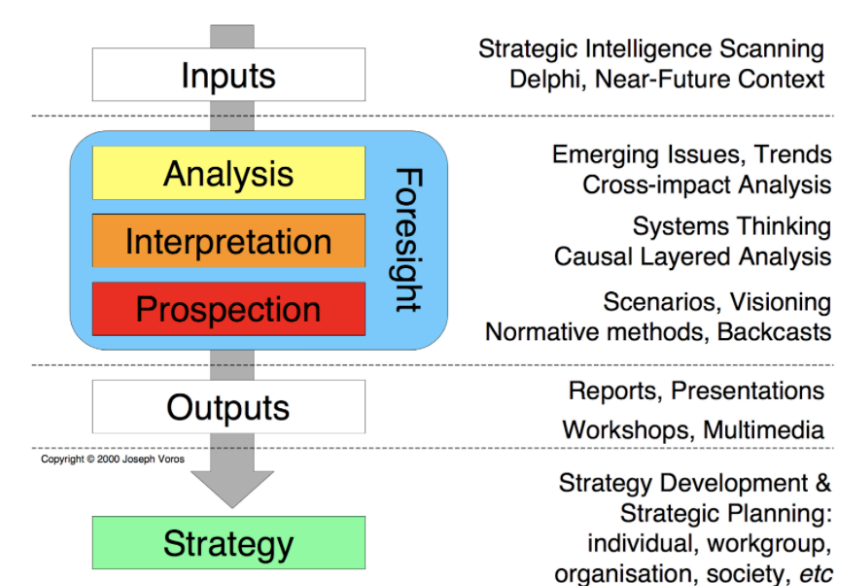 Inputs
Strategic Intelligence Scanning
Delphi, Near-Future Context
Foresight
Analysis
Emerging Issues, Trends
Cross-impact Analysis
Interpretation
Systems Thinking
Causal Layered Analysis
Prospection
Scenarios, Visioning
Normative methods, Backcasts
Outputs
Reports, Presentations
Workshops, Multimedia
Copyright © 2000 Joseph Voros
Strategy
Strategy Development &
Strategic Planning:
individual, workgroup,
organisation, society, etc